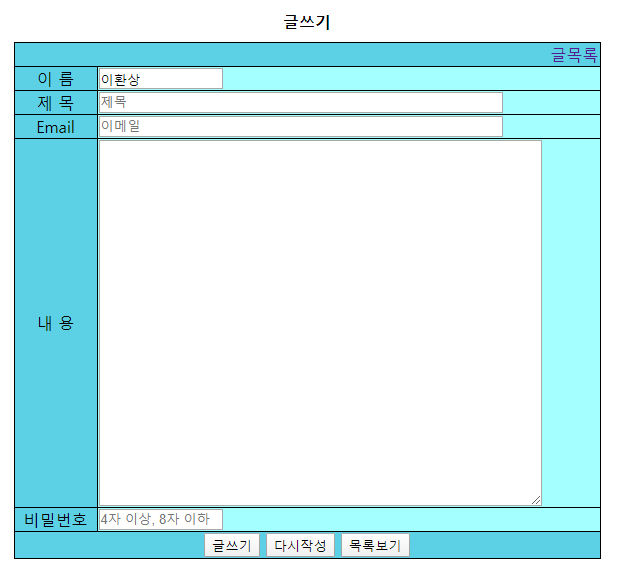 글쓰기
글목록
이 름 이환상
제 목 제목
Email 이메일
내 용
비밀번호 4자 이상, 8자 이하
글쓰기 다시작성 목록보기